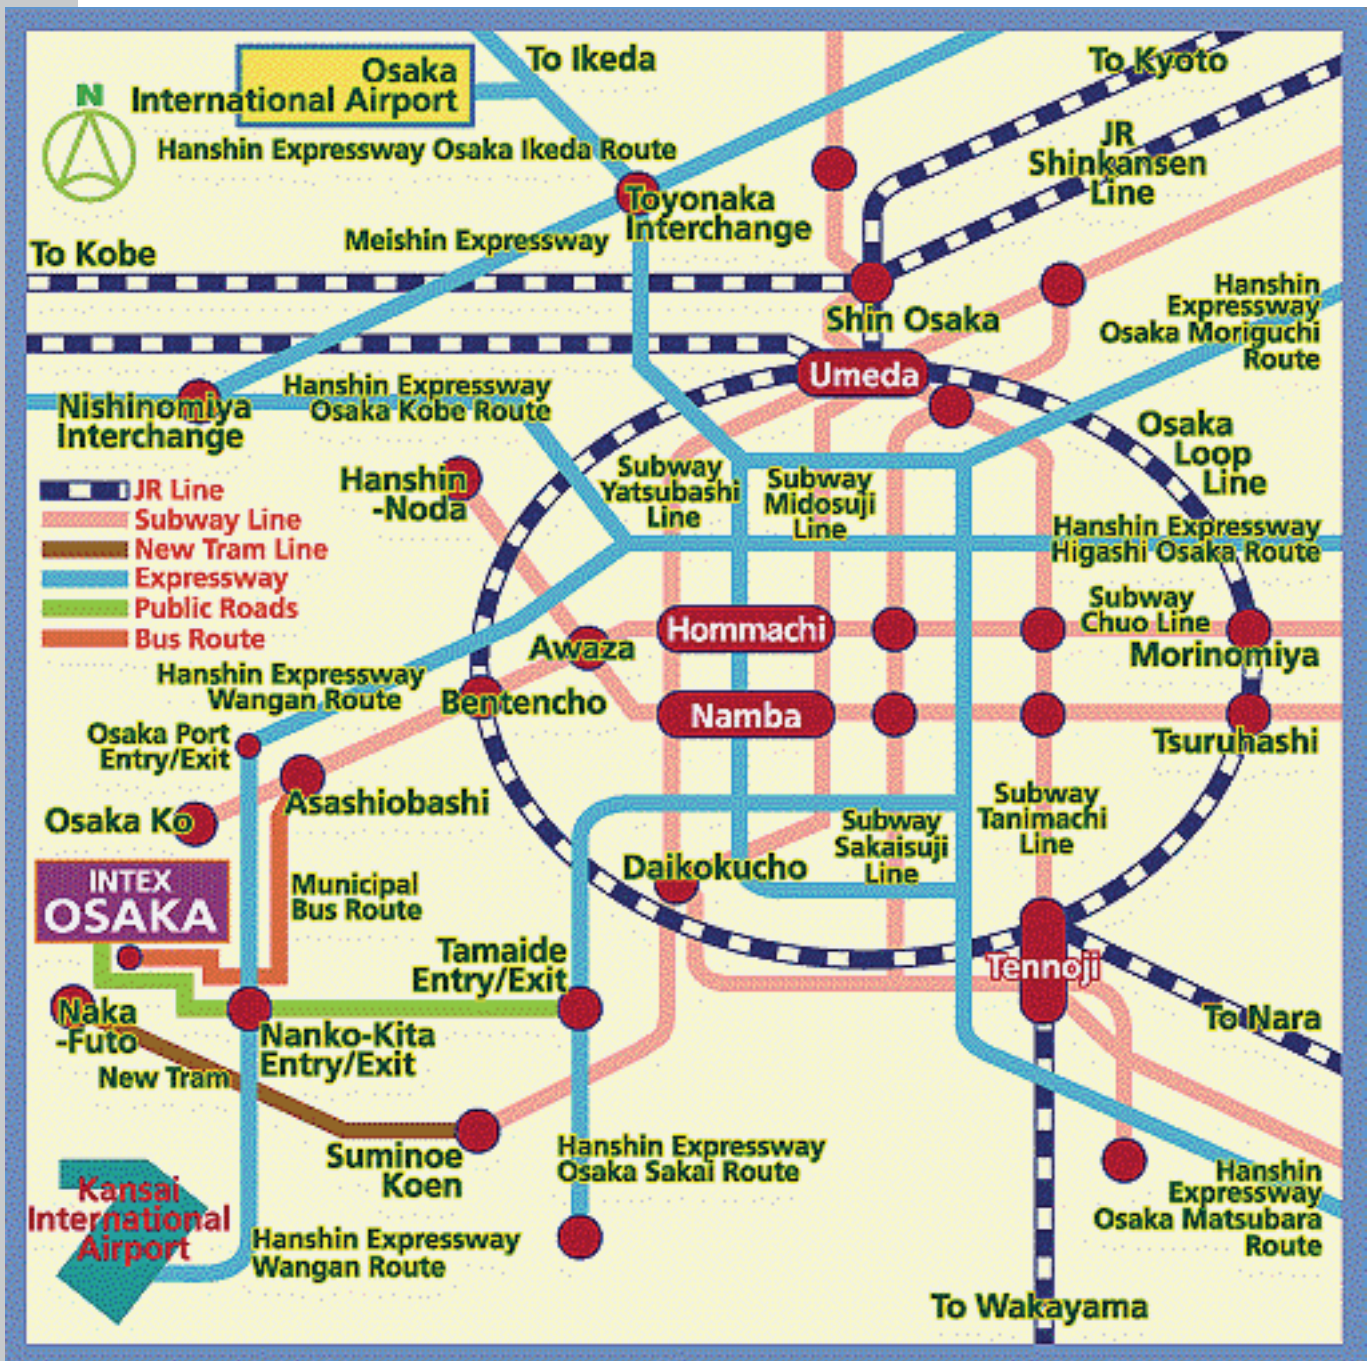 To Ikeda
Osaka
International Airport
To Kyoto
N
Hanshin Expressway Osaka Ikeda Route
JR
Shinkansen
Line
Toyonaka
Interchange
Meishin Expressway
To Kobe
Shin Osaka
Hanshin
Expressway
Osaka Moriguchi
Route
Umeda
Hanshin Expressway
Osaka Kobe Route
Nishinomiya
Interchange
Osaka
Loop
Line
Hanshin
-Noda
Subway
Yatsubashi
Line
Subway
Midosuji
Line
JR Line
Subway Line
New Tram Line
Expressway
Public Roads
Bus Route
Hanshin Expressway
Higashi Osaka Route
Subway
Chuo Line
Hommachi
Awaza
Morinomiya
Hanshin Expressway
Wangan Route
Bentencho
Namba
Osaka Port
Entry/Exit
Tsuruhashi
Asashiobashi
Osaka Ko
Subway
Tanimachi
Line
Subway
Sakaisuji
Line
Daikokucho
INTEX
OSAKA
Municipal
Bus Route
Tamaide
Entry/Exit
Tennoji
Naka
-Futo
Nanko-Kita
Entry/Exit
To Nara
New Tram
Suminoe
Koen
Hanshin Expressway
Osaka Sakai Route
Kansai
International
Airport
Hanshin
Expressway
Osaka Matsubara
Route
Hanshin Expressway
Wangan Route
To Wakayama